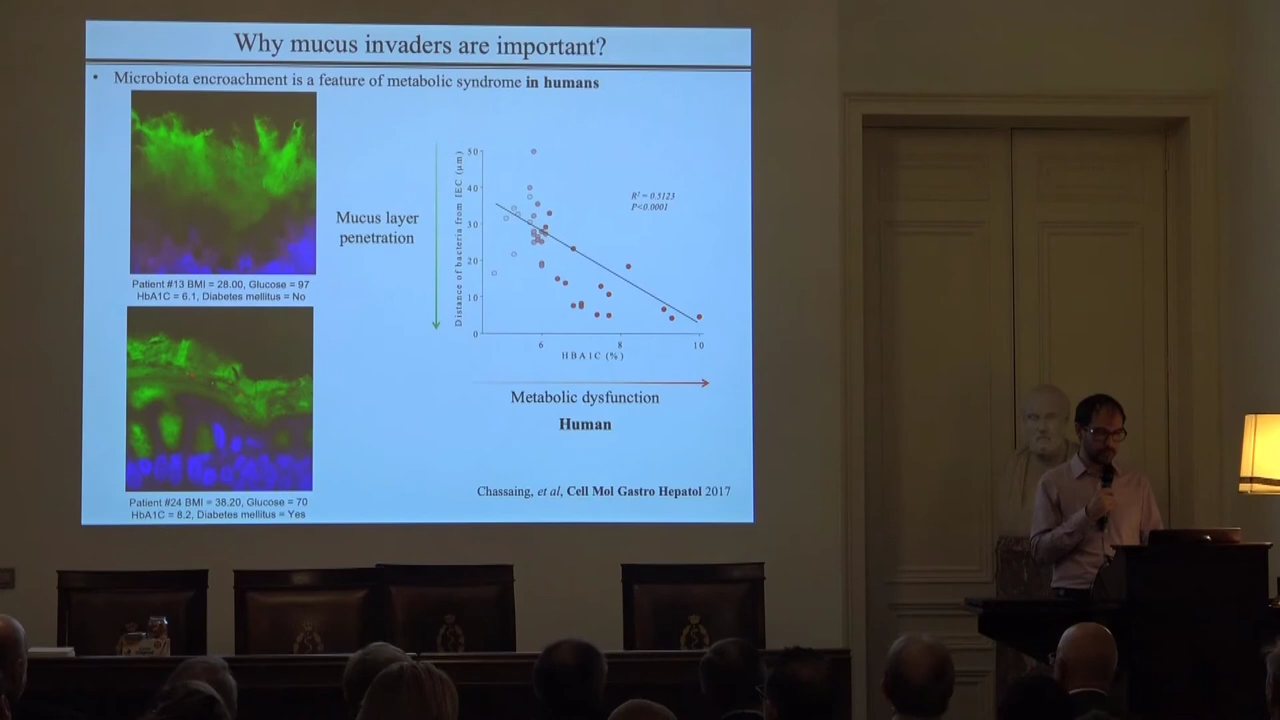 Why mucus invaders are important?
• Microbiota encroachment is a feature of metabolic syndrome in humans
Patient #13 BMI = 28.00, Glucose = 97
HbA1C = 6.1, Diabetes mellitus = No
Patient #24 BMI = 38.20, Glucose = 70
HbA1C = 8.2, Diabetes mellitus = Yes
Mucus layer
penetration
Distance of bacteria from IEC (µm)
50
40
30
20
10
0
R² = 0.5123
P<0.0001
6 8 10
HBA1C (%)
Metabolic dysfunction
Human
Chassaing, et al, Cell Mol Gastro Hepatol 2017